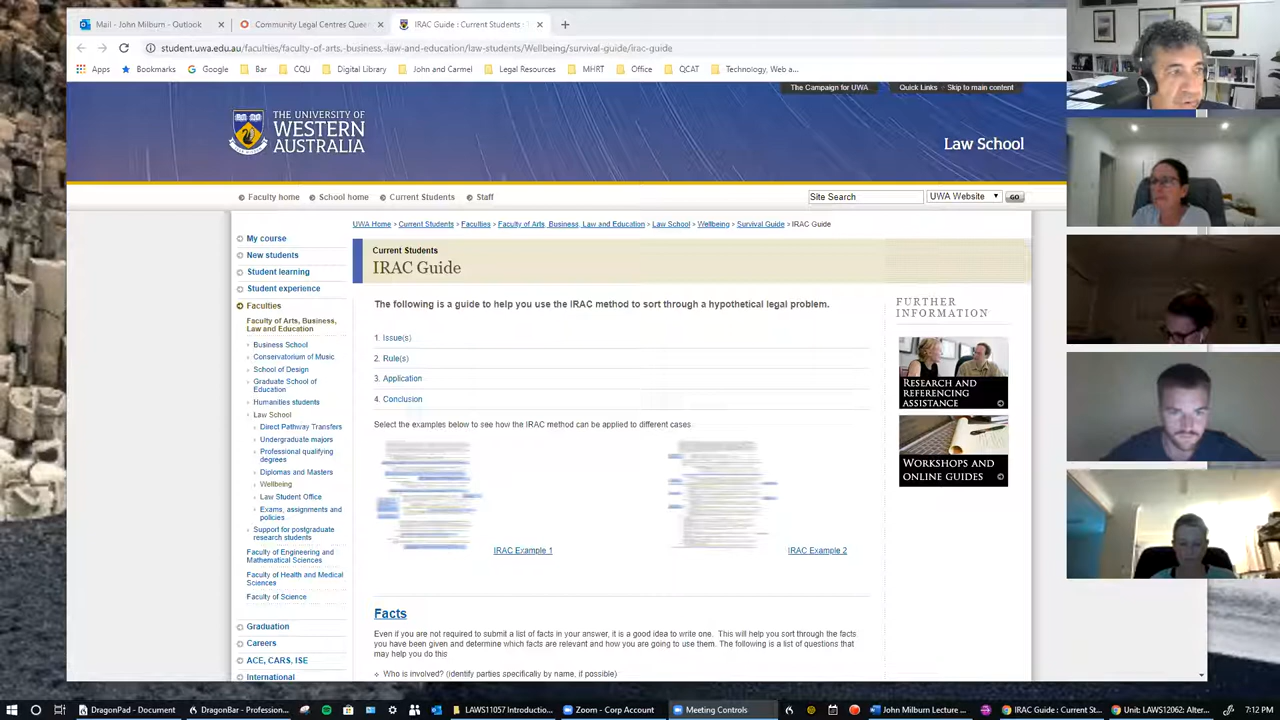 Mail - John Milburn - Outlook
Community Legal Centres Queen
IRAC Guide : Current Students :
student.uwa.edu.au/faculties/faculty-of-arts.-business.-law-and-education/law-students/Wellbeing/survival-guide/irac-guide
Apps
Bookmarks
Google
Bar
CQU
Digital Library
John and Carmel
Legal Resources
MHRT
Office
QCAT
Technology, Web a...
The Campaign for UWA
Quick Links
Skip to main content
THE UNIVERSITY OF
WESTERN
AUSTRALIA
Law School
Faculty home
School home
Current Students
Staff
Site Search
UWA Website
GO
UWA Home > Current Students > Faculties > Faculty of Arts, Business, Law and Education > Law School > Wellbeing > Survival Guide > IRAC Guide
My course
New students
Student learning
Student experience
Faculties
Faculty of Arts, Business,
Law and Education
Business School
Conservatorium of Music
School of Design
Graduate School of
Education
Humanities students
Law School
Direct Pathway Transfers
Undergraduate majors
Professional qualifying
degrees
Diplomas and Masters
Wellbeing
Law Student Office
Exams, assignments and
policies
Support for postgraduate
research students
Faculty of Engineering and
Mathematical Sciences
Faculty of Health and Medical
Sciences
Faculty of Science
Graduation
Careers
ACE, CARS, ISE
International
Current Students
IRAC Guide
The following is a guide to help you use the IRAC method to sort through a hypothetical legal problem.
1. Issue(s)
2. Rule(s)
3. Application
4. Conclusion
Select the examples below to see how the IRAC method can be applied to different cases
IRAC Example 1
IRAC Example 2
Facts
Even if you are not required to submit a list of facts in your answer, it is a good idea to write one. This will help you sort through the facts
you have been given and determine which facts are relevant and how you are going to use them. The following is a list of questions that
may help you do this
Who is involved? (identify parties specifically by name, if possible)
FURTHER
INFORMATION
RESEARCH AND
REFERENCING
ASSISTANCE
WORKSHOPS AND
ONLINE GUIDES
DragonPad - Document
DragonBar - Profession...
LAWS11057 Introductio...
Zoom - Corp Account
Meeting Controls
John Milburn Lecture ...
IRAC Guide : Current St...
LAWS12062: Alter...
7:12 PM